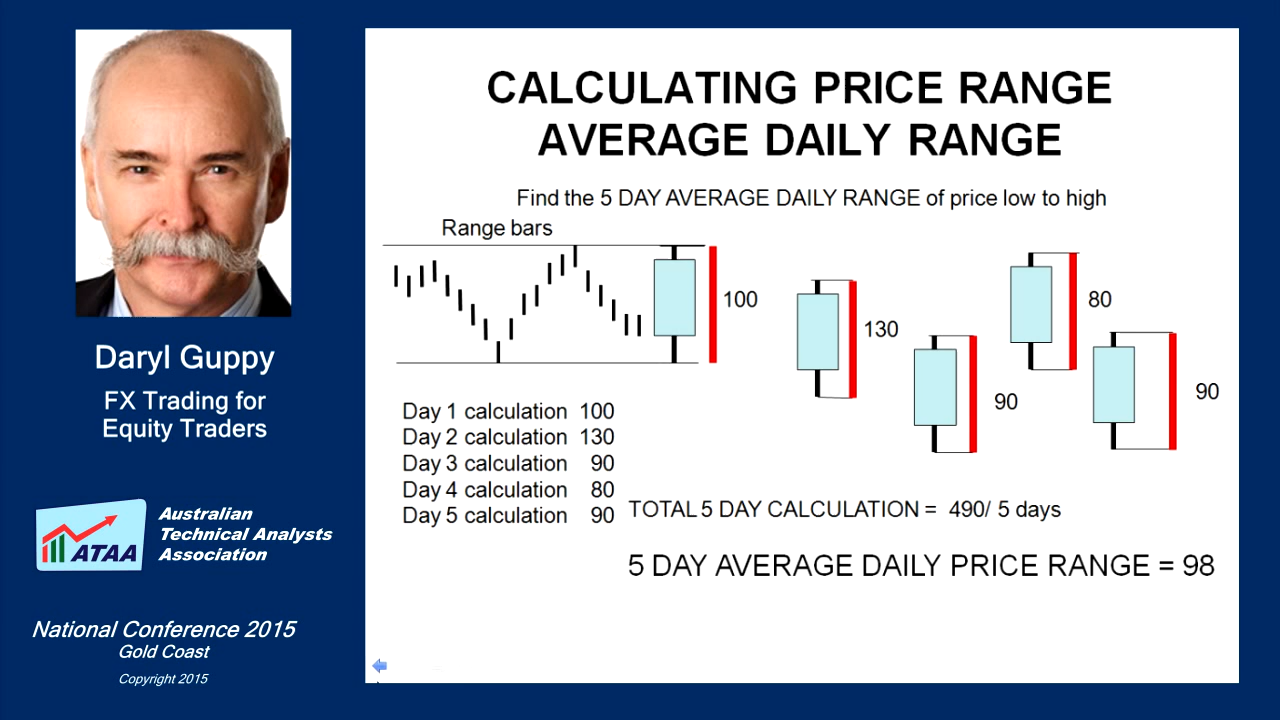 Daryl Guppy
FX Trading for
Equity Traders
ATAA
Australian
Technical Analysts
Association
National Conference 2015
Gold Coast
Copyright 2015
CALCULATING PRICE RANGE
AVERAGE DAILY RANGE
Find the 5 DAY AVERAGE DAILY RANGE of price low to high
Range bars
100
130
90
80
90
Day 1 calculation 100
Day 2 calculation 130
Day 3 calculation 90
Day 4 calculation 80
Day 5 calculation 90
TOTAL 5 DAY CALCULATION = 490/ 5 days
5 DAY AVERAGE DAILY PRICE RANGE = 98